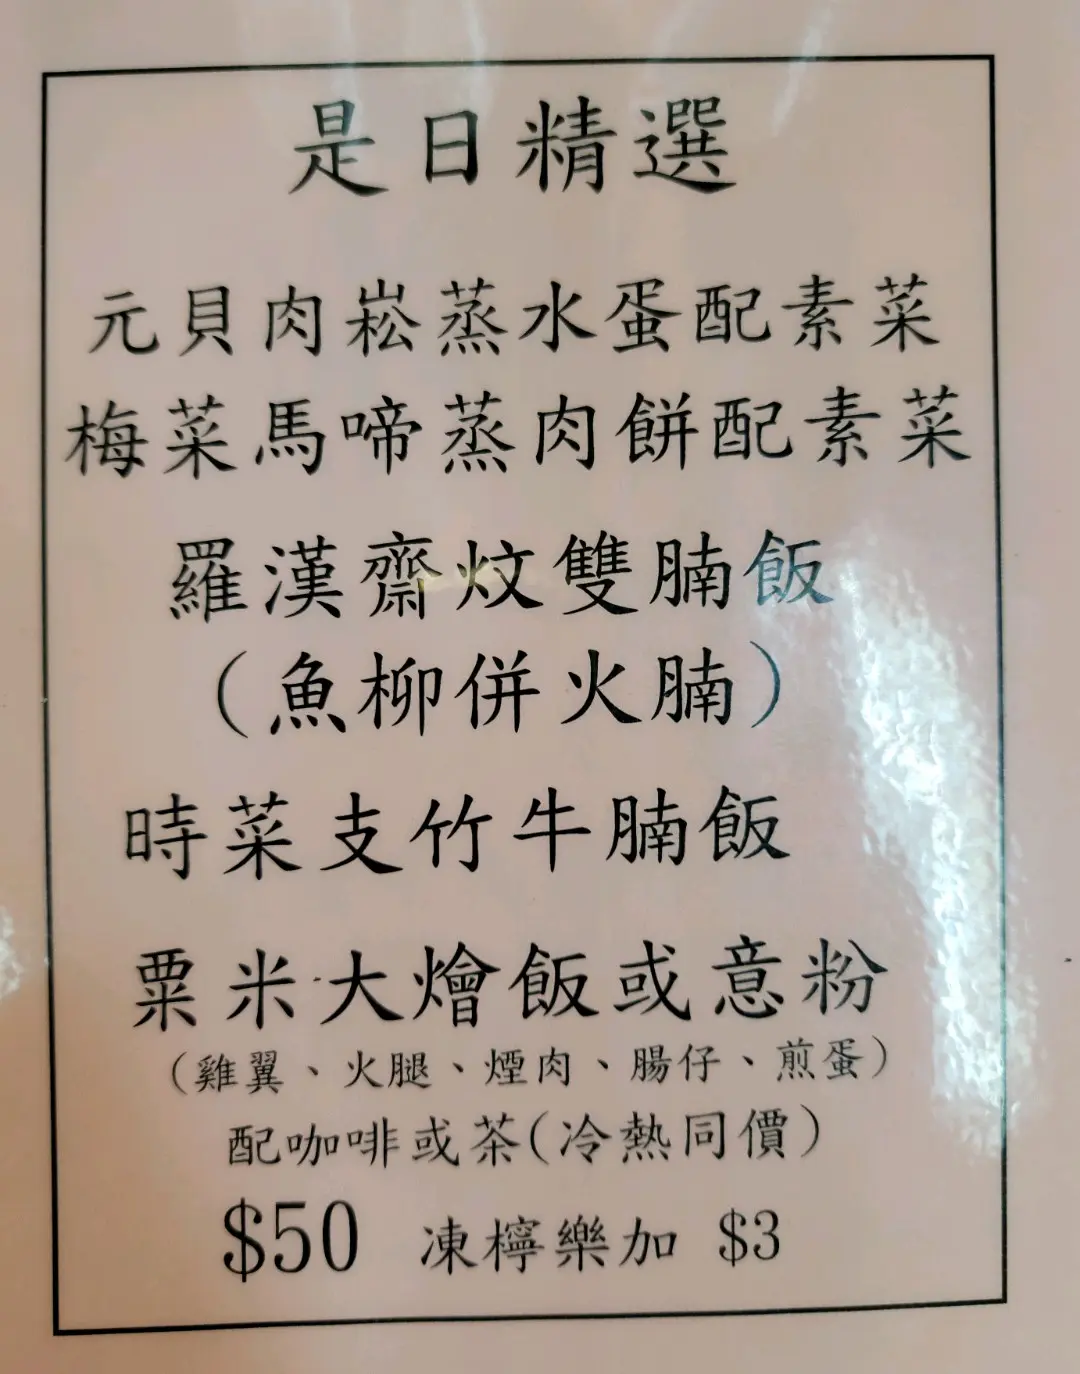 是日精選
元貝肉崧蒸水蛋配素菜
梅菜馬啼蒸肉餅配素菜
羅漢齋炆雙腩飯
（魚柳併火腩）
時菜支竹牛腩飯
粟米大燴飯或意粉
（雞翼、火腿、煙肉、腸仔、煎蛋）
配咖啡或茶(冷熱同價)
$50 凍檸樂加 $3